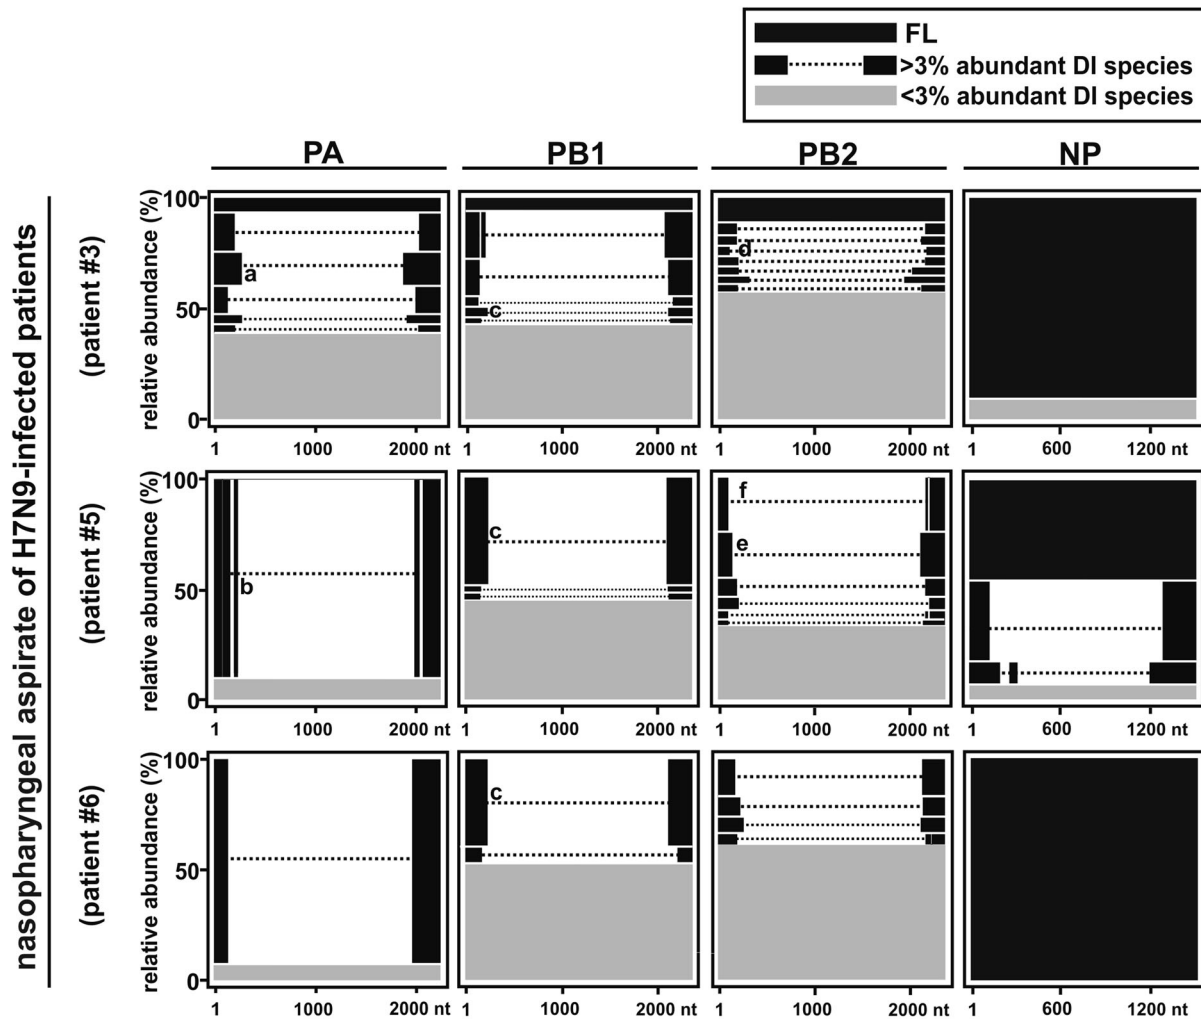 FL
>3% abundant DI species
<3% abundant DI species
PA
PB1
PB2
NP
nasopharyngeal aspirate of H7N9-infected patients
(patient #3)
relative abundance (%)
100
50
0
a
c
d
1
1000
2000 nt
1
1000
2000 nt
1
1000
2000 nt
1
600
1200 nt
(patient #5)
relative abundance (%)
100
50
0
b
c
f
e
1
1000
2000 nt
1
1000
2000 nt
1
1000
2000 nt
1
600
1200 nt
(patient #6)
relative abundance (%)
100
50
0
c
1
1000
2000 nt
1
1000
2000 nt
1
1000
2000 nt
1
600
1200 nt